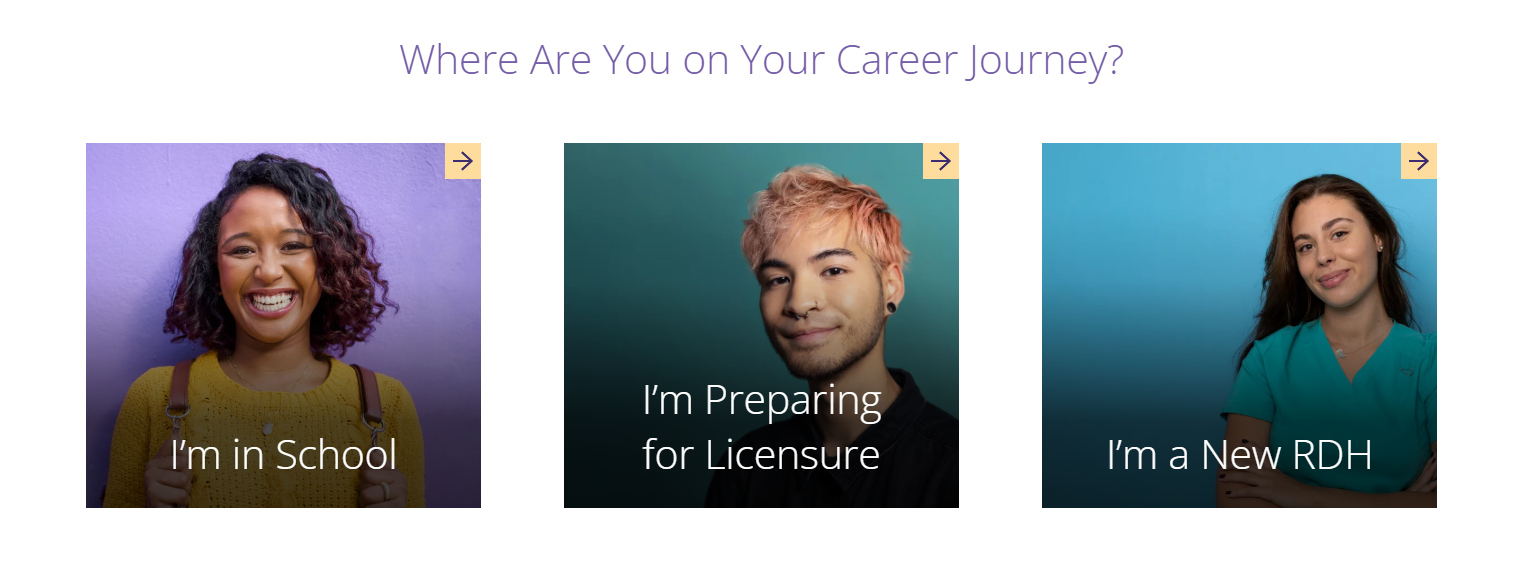 Where Are You on Your Career Journey?
I’m in School
I’m Preparing
for Licensure
I’m a New RDH